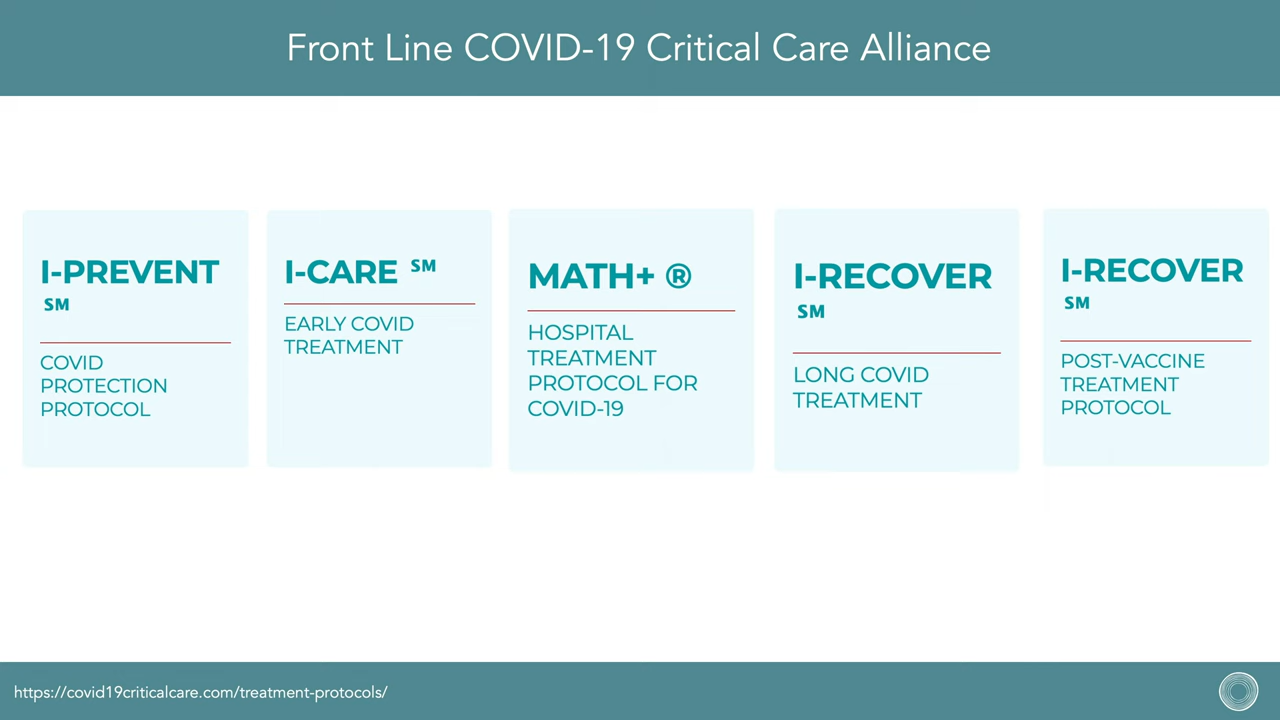 Front Line COVID-19 Critical Care Alliance
I-PREVENT
SM
COVID
PROTECTION
PROTOCOL
I-CARE SM
EARLY COVID
TREATMENT
MATH+ ®
HOSPITAL
TREATMENT
PROTOCOL FOR
COVID-19
I-RECOVER
SM
LONG COVID
TREATMENT
I-RECOVER
SM
POST-VACCINE
TREATMENT
PROTOCOL
https://covid19criticalcare.com/treatment-protocols/